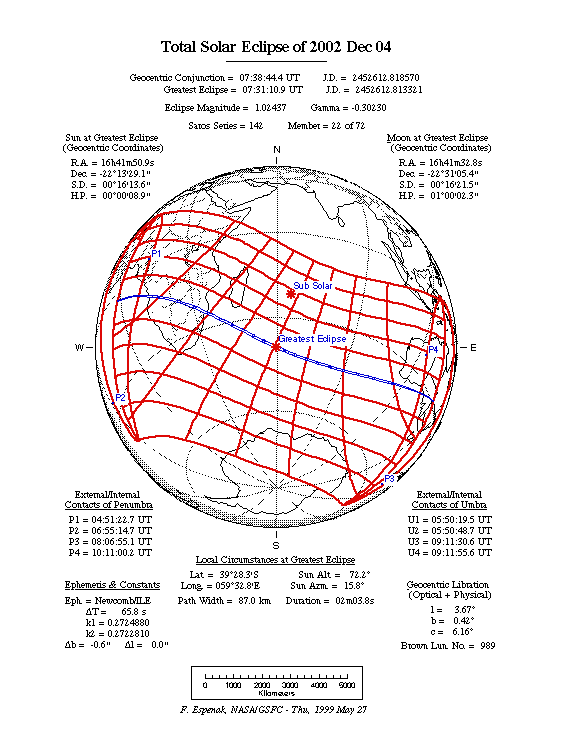 Total Solar Eclipse of 2002 Dec 04
Geocentric Conjunction = 07:38:44.4 UT J.D. = 2452612.818570
Greatest Eclipse = 07:31:10.9 UT J.D. = 2452612.813321
Eclipse Magnitude = 1.02437 Gamma = -0.30230
Saros Series = 142 Member = 22 of 72
Sun at Greatest Eclipse
(Geocentric Coordinates)
R.A. = 16h41m50.9s
Dec. = -22°13'29.1"
S.D. = 00°16'13.6"
H.P. = 00°00'08.9"
Moon at Greatest Eclipse
(Geocentric Coordinates)
R.A. = 16h41m32.8s
Dec. = -22°31'05.4"
S.D. = 00°16'21.5"
H.P. = 01°00'02.3"
N
P1
Sub Solar
Greatest Eclipse
W
E
P4
P2
P3
S
External/Internal
Contacts of Penumbra
P1 = 04:51:22.7 UT
P2 = 06:55:14.7 UT
P3 = 08:06:55.1 UT
P4 = 10:11:00.2 UT
External/Internal
Contacts of Umbra
U1 = 05:50:19.5 UT
U2 = 05:50:48.7 UT
U3 = 09:11:30.6 UT
U4 = 09:11:55.6 UT
Local Circumstances at Greatest Eclipse
Lat. = 39°28.3'S Sun Alt. = 72.2°
Long. = 059°32.8'E Sun Azm. = 15.8°
Path Width = 87.0 km Duration = 02m03.8s
Ephemeris & Constants
Eph. = Newcomb/ILE
ΔT = 65.8 s
k1 = 0.2724880
k2 = 0.2722810
Δb = -0.6" Δl = 0.0"
Geocentric Libration
(Optical + Physical)
l = 3.67°
b = 0.42°
c = 6.16°
Brown Lun. No. = 989
0 1000 2000 3000 4000 5000
Kilometers
F. Espenak, NASA/GSFC - Thu, 1999 May 27